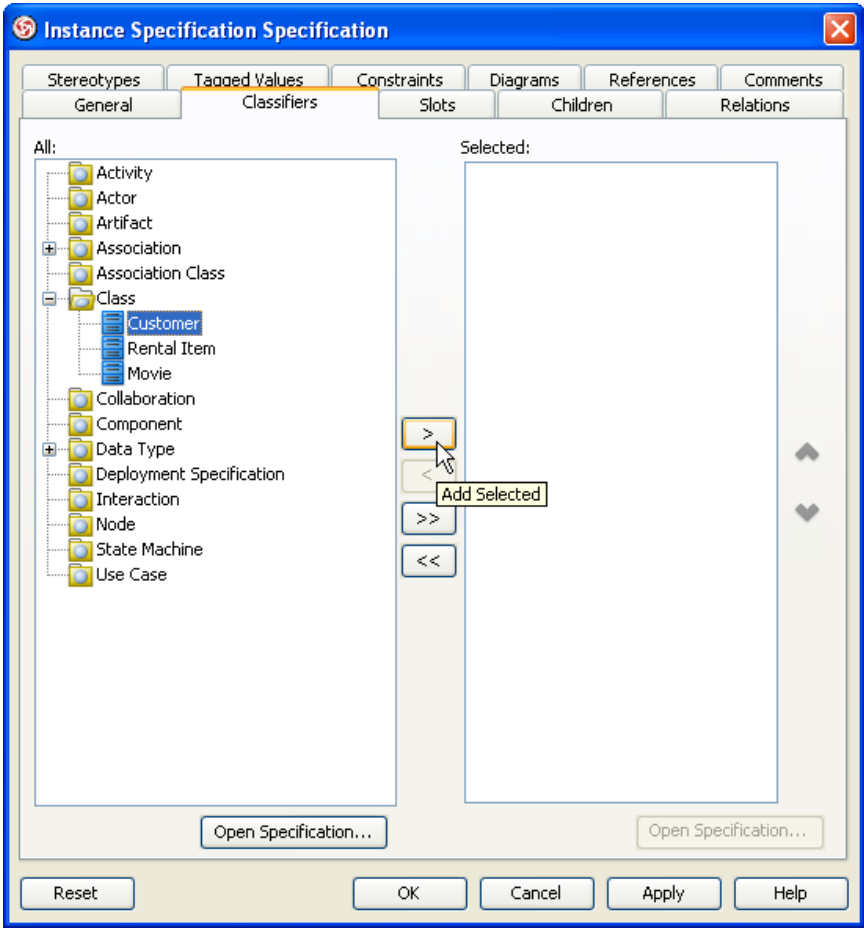 Instance Specification Specification
Stereotypes Tagged Values Constraints Diagrams References Comments
General Classifiers Slots Children Relations
All: Selected:
Activity
Actor
Artifact
Association
Association Class
Class
Customer
Rental Item
Movie
Collaboration
Component
>
Data Type
Deployment Specification
<
Add Selected
Interaction
>>
Node
State Machine
<<
Use Case
Open Specification... Open Specification...
Reset OK Cancel Apply Help